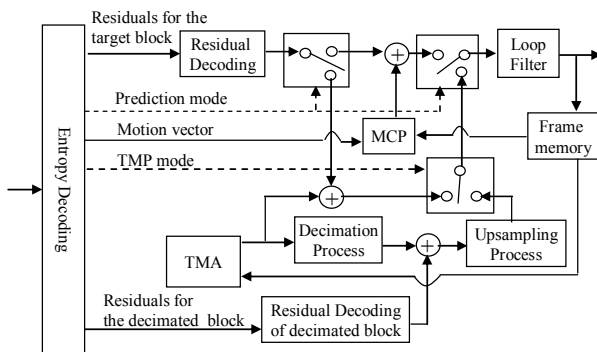 Residuals for the
target block
Residual
Decoding
Loop
Filter
Prediction mode
Motion vector
MCP
Frame
memory
TMP mode
Entropy Decoding
Decimation
Process
Upsampling
Process
TMA
Residuals for
the decimated block
Residual Decoding
of decimated block